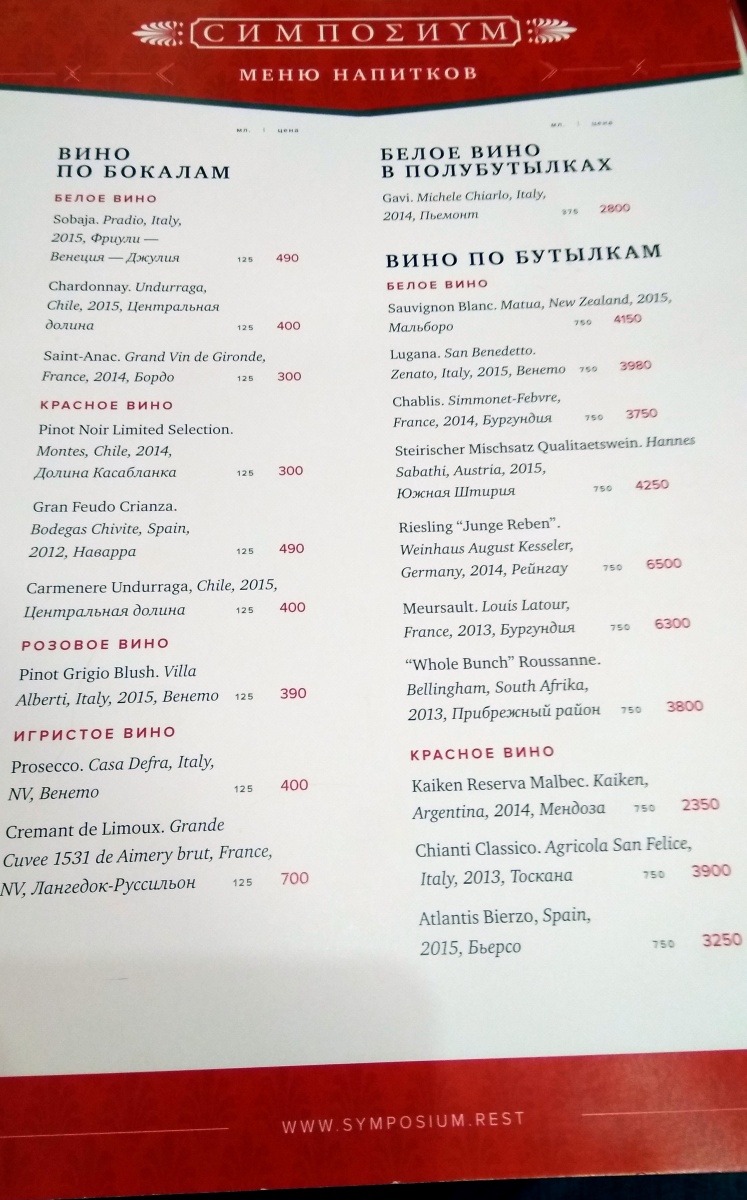 СИМПОΣИУМ
МЕНЮ НАПИТКОВ
мл. : цена
ВИНО
ПО БОКАЛАМ
БЕЛОЕ ВИНО
Sobaja. Pradio, Italy,
2015, Фриули —
Венеция — Джулия 125 490
Chardonnay. Undurraga,
Chile, 2015, Центральная
долина 125 400
Saint-Anac. Grand Vin de Gironde,
France, 2014, Бордо 125 300
КРАСНОЕ ВИНО
Pinot Noir Limited Selection.
Montes, Chile, 2014,
Долина Касабланка 125 300
Gran Feudo Crianza.
Bodegas Chivite, Spain,
2012, Наварра 125 490
Carmenere Undurraga, Chile, 2015,
Центральная долина 125 400
РОЗОВОЕ ВИНО
Pinot Grigio Blush. Villa
Alberti, Italy, 2015, Венето 125 390
ИГРИСТОЕ ВИНО
Prosecco. Casa Defra, Italy,
NV, Венето 125 400
Cremant de Limoux. Grande
Cuvee 1531 de Aimery brut, France,
NV, Лангедок-Руссильон 125 700
мл. : цена
БЕЛОЕ ВИНО
В ПОЛУБУТЫЛКАХ
Gavi. Michele Chiarlo, Italy,
2014, Пьемонт 375 2800
ВИНО ПО БУТЫЛКАМ
БЕЛОЕ ВИНО
Sauvignon Blanc. Matua, New Zealand, 2015,
Мальборо 750 4150
Lugana. San Benedetto.
Zenato, Italy, 2015, Венето 750 3980
Chablis. Simmonet-Febvre,
France, 2014, Бургундия 750 3750
Steirischer Mischsatz Qualitaetswein. Hannes
Sabathi, Austria, 2015,
Южная Штирия 750 4250
Riesling “Junge Reben”.
Weinhaus August Kesseler,
Germany, 2014, Рейнгау 750 6500
Meursault. Louis Latour,
France, 2013, Бургундия 750 6300
“Whole Bunch” Roussanne.
Bellingham, South Afrika,
2013, Прибрежный район 750 3800
КРАСНОЕ ВИНО
Kaiken Reserva Malbec. Kaiken,
Argentina, 2014, Мендоза 750 2350
Chianti Classico. Agricola San Felice,
Italy, 2013, Тоскана 750 3900
Atlantis Bierzo, Spain,
2015, Бьерсо 750 3250
WWW.SYMPOSIUM.REST